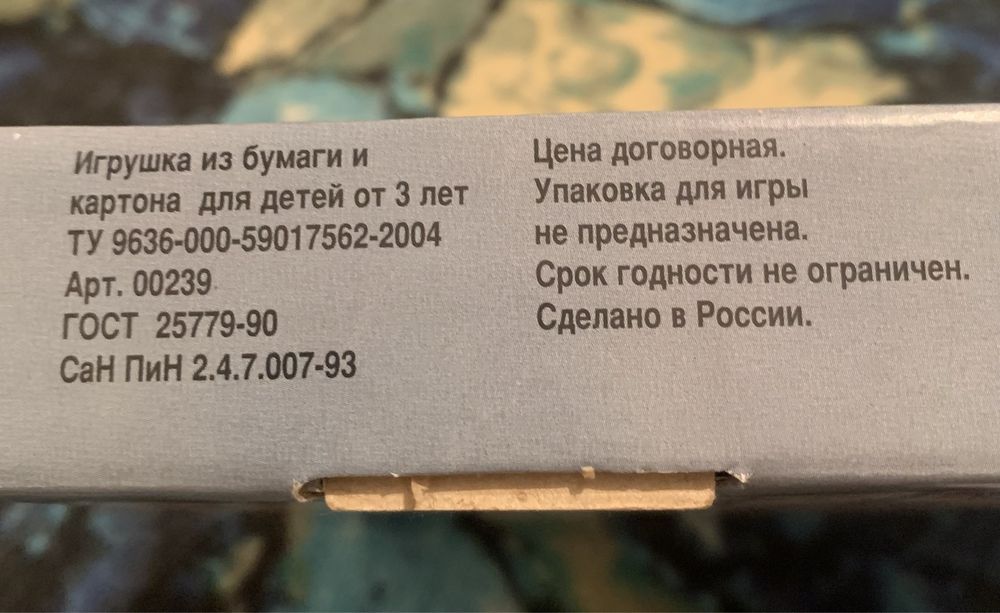 Игрушка из бумаги и
картона для детей от 3 лет
ТУ 9636-000-59017562-2004
Арт. 00239
ГОСТ 25779-90
СаН ПиН 2.4.7.007-93
Цена договорная.
Упаковка для игры
не предназначена.
Срок годности не ограничен.
Сделано в России.